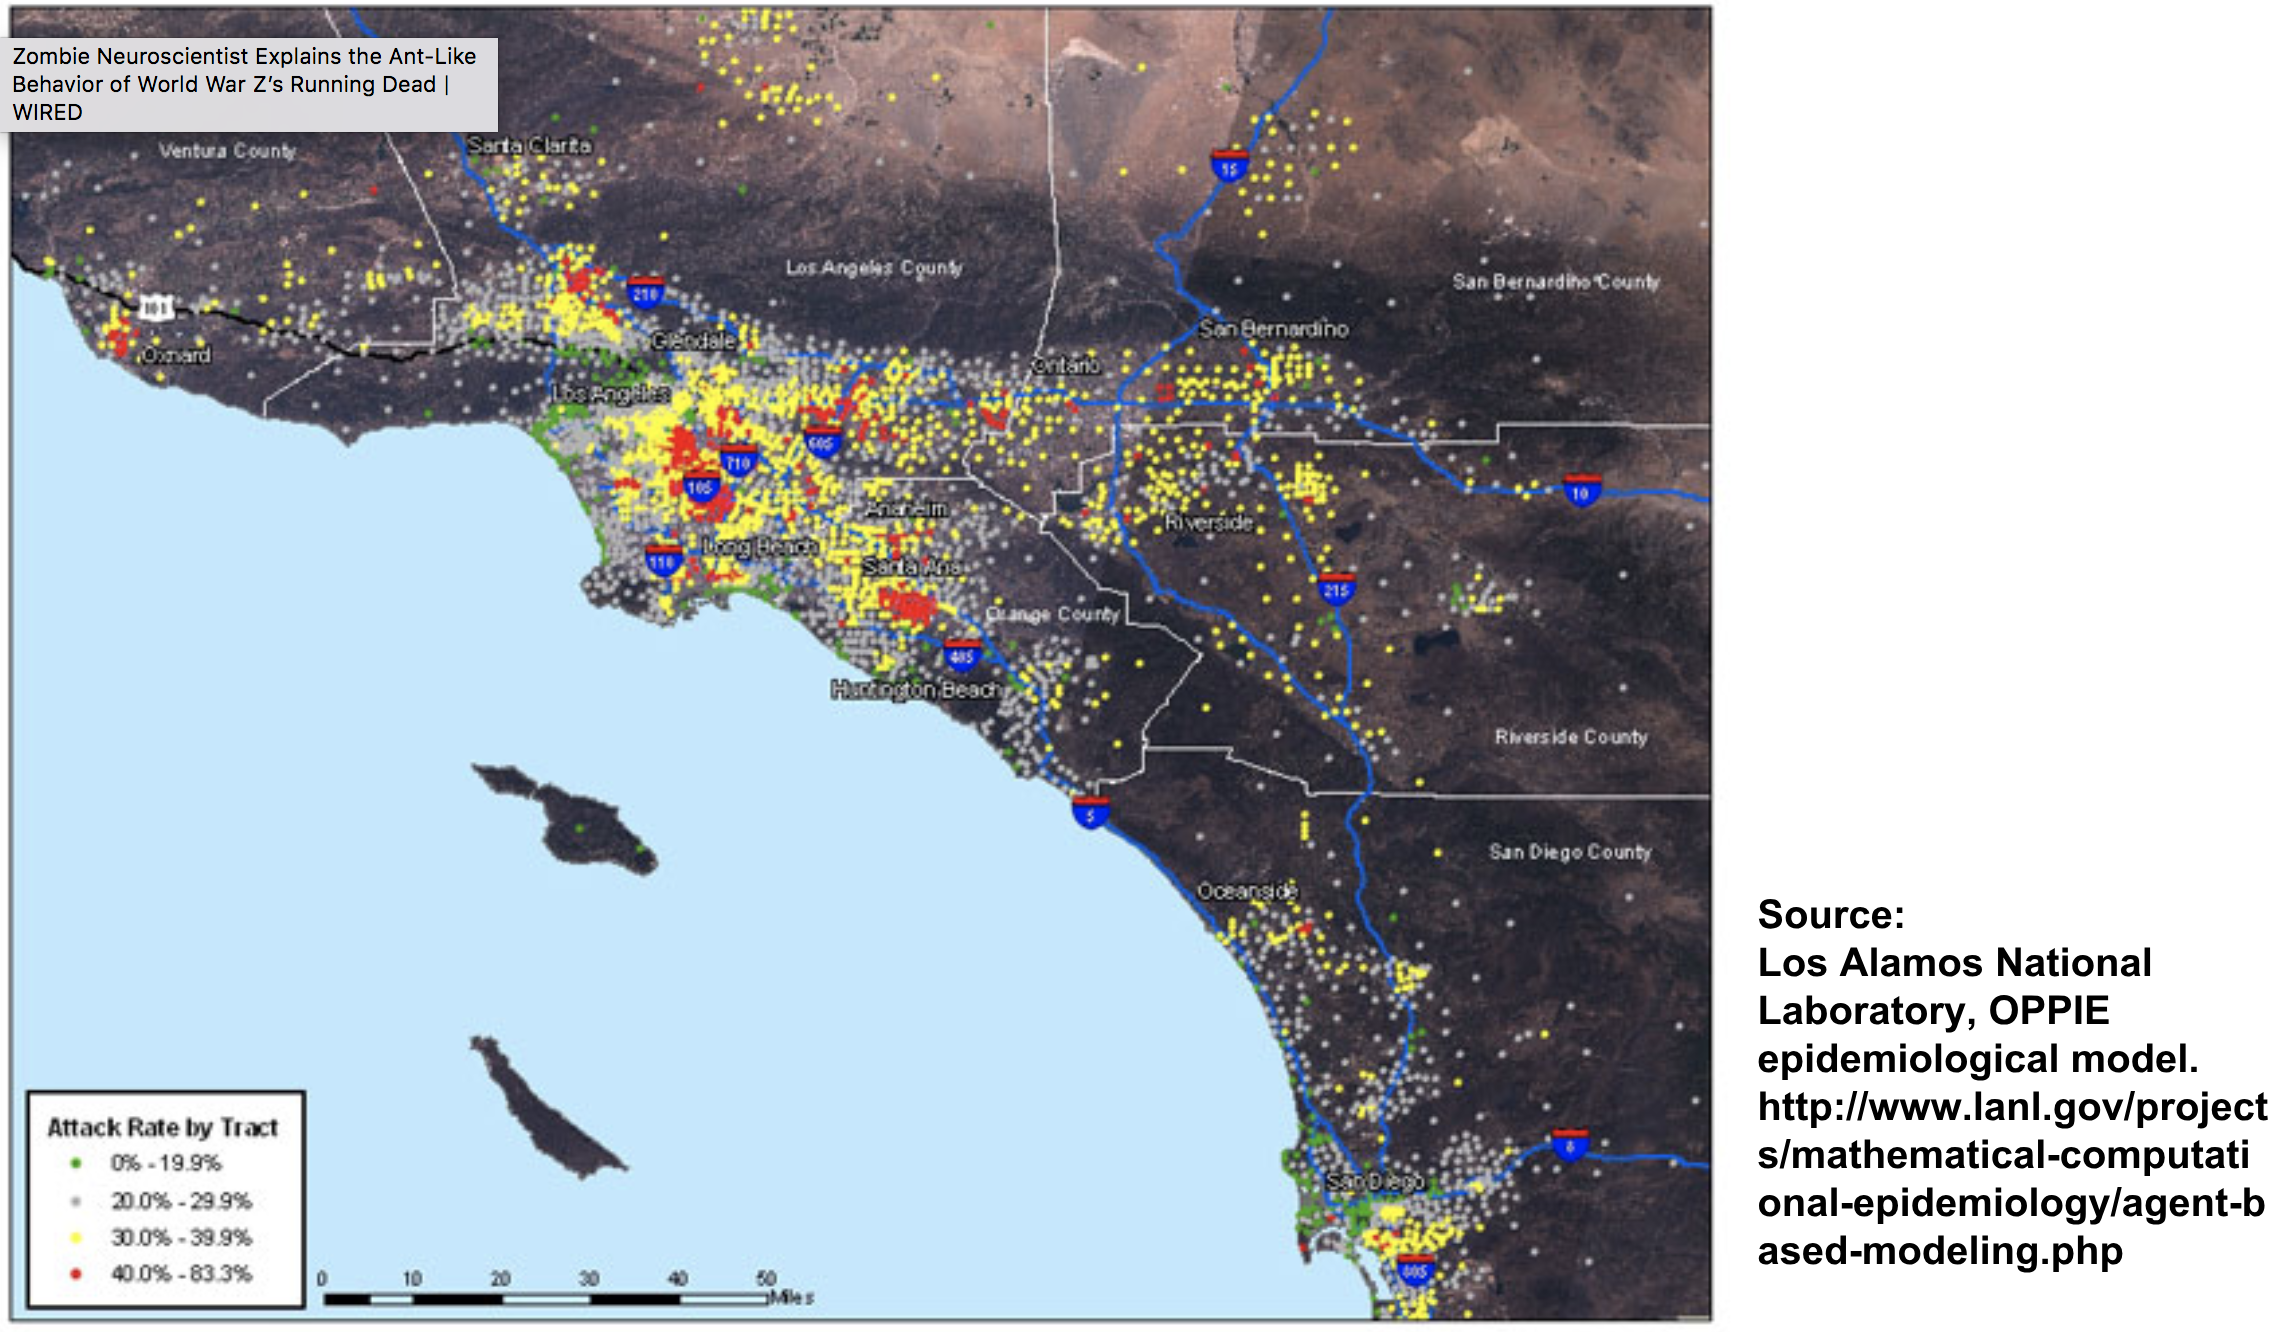 Zombie Neuroscientist Explains the Ant-Like
Behavior of World War Z's Running Dead |
WIRED
Ventura County
Santa Clarita
15
Los Angeles County
San Bernardino County
101
210
Oxnard
Glendale
San Bernardino
Ontario
Los Angeles
605
710
105
10
Anaheim
Riverside
Long Beach
110
Santa Ana
215
Orange County
405
Huntington Beach
Riverside County
5
San Diego County
Oceanside
8
San Diego
805
Attack Rate by Tract
0% - 19.9%
20.0% - 29.9%
30.0% - 39.9%
40.0% - 83.3%
0 10 20 30 40 50
Miles
Source:
Los Alamos National
Laboratory, OPPIE
epidemiological model.
http://www.lanl.gov/project
s/mathematical-computati
onal-epidemiology/agent-b
ased-modeling.php